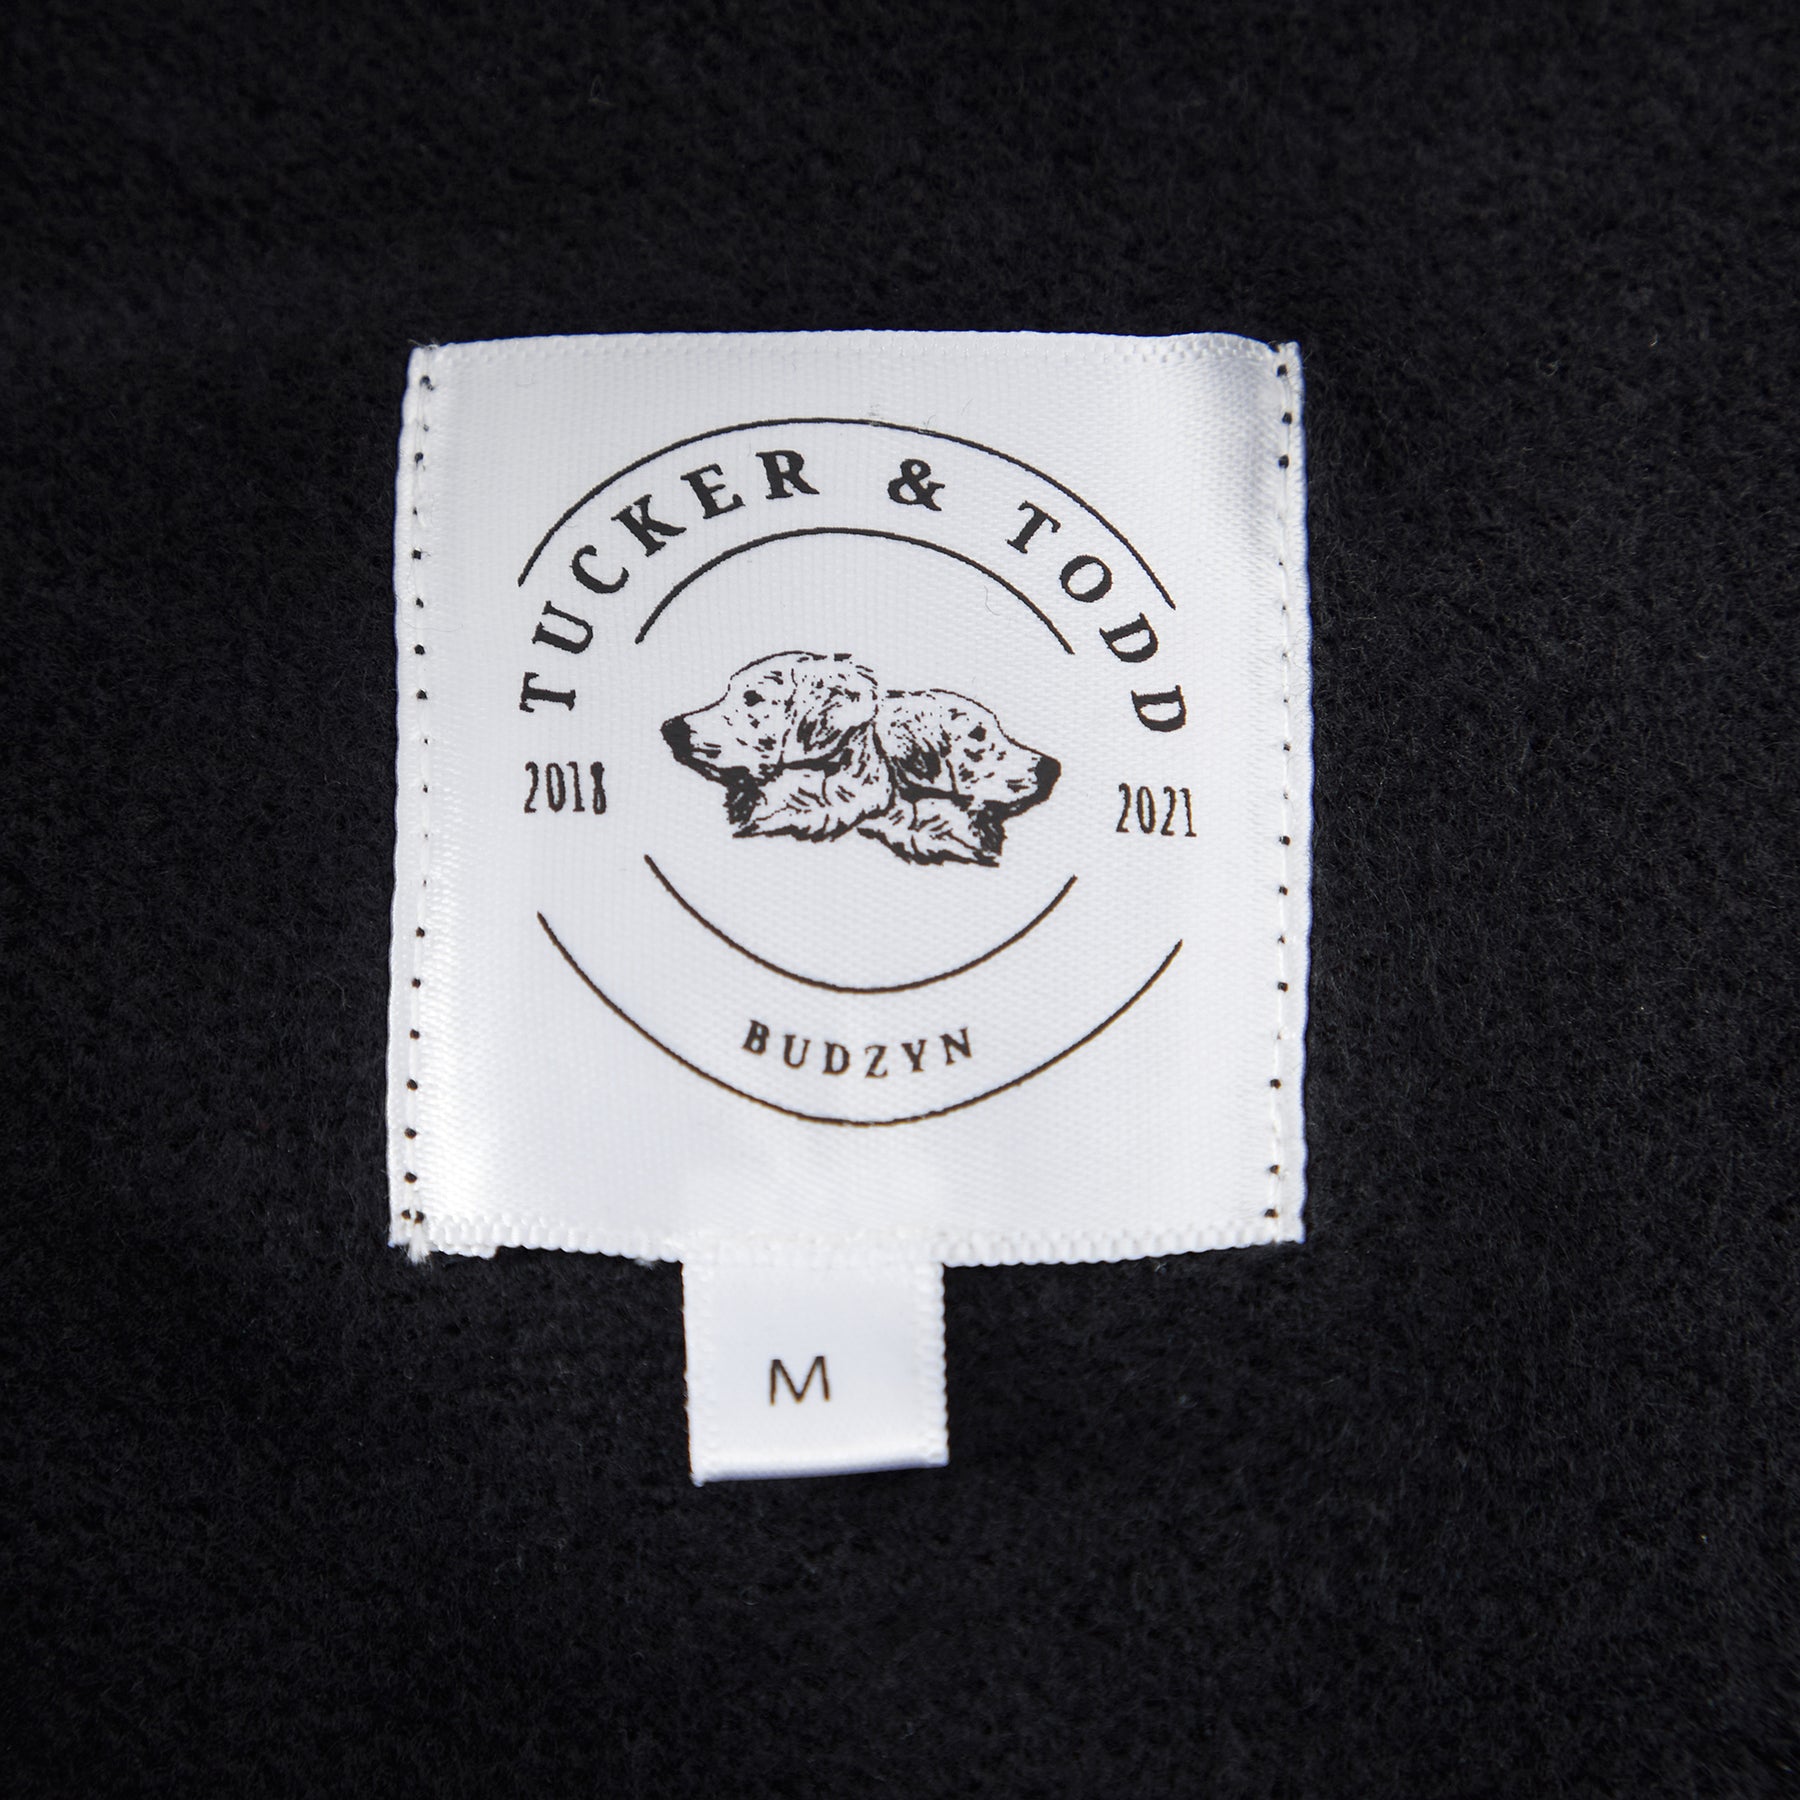 TUCKER & TODD
2018 2021
BUDZYN
M